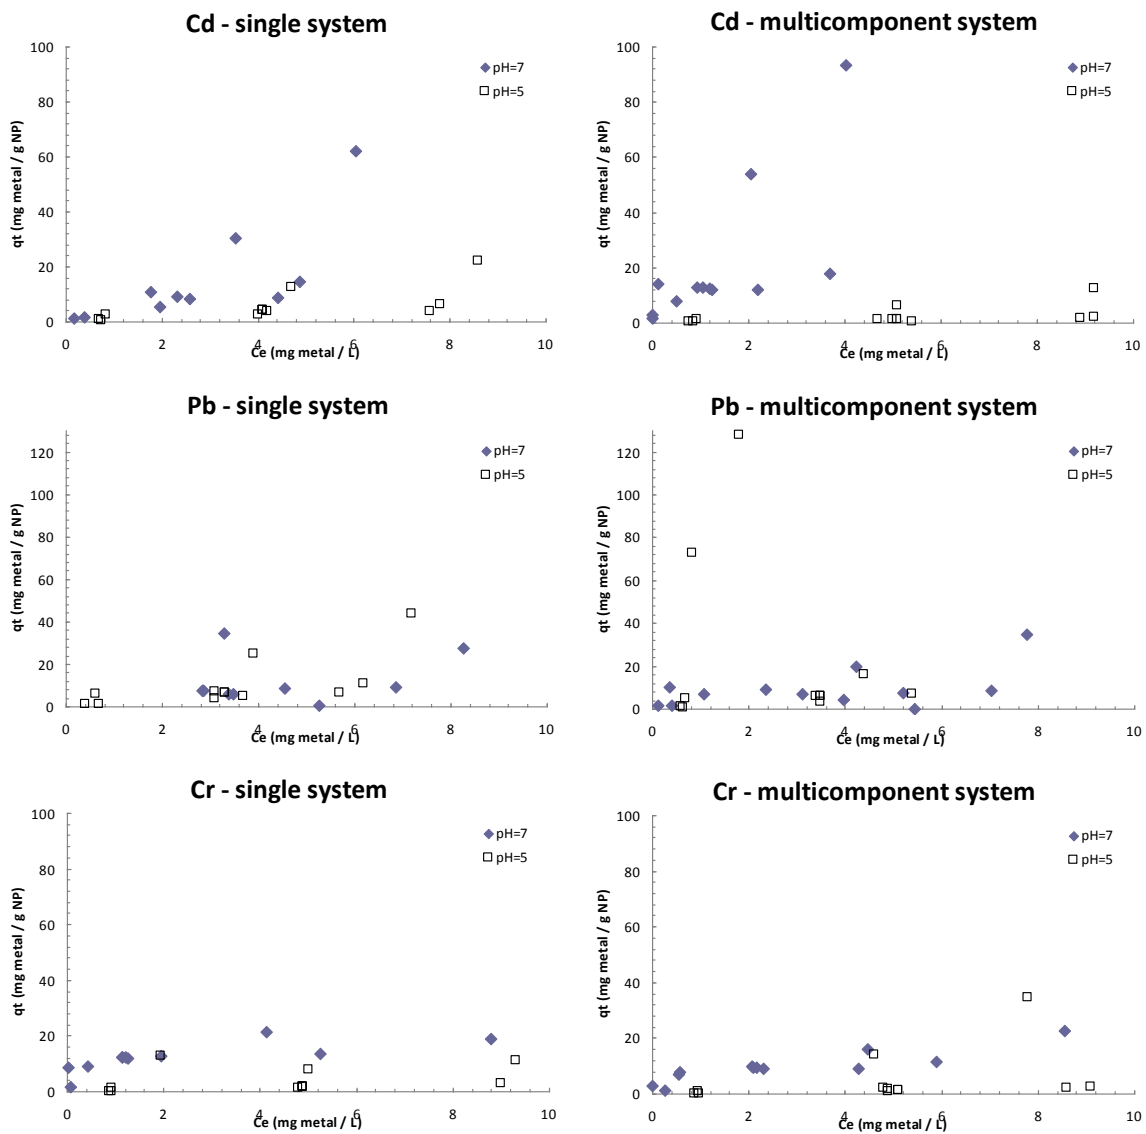 Cd - single system
100
80
60
40
20
0
0 2 4 6 8 10
qt (mg metal / g NP)
Ce (mg metal / L)
pH=7
pH=5
Cd - multicomponent system
100
80
60
40
20
0
0 2 4 6 8 10
qt (mg metal / g NP)
Ce (mg metal / L)
pH=7
pH=5
Pb - single system
120
100
80
60
40
20
0
0 2 4 6 8 10
qt (mg metal / g NP)
Ce (mg metal / L)
pH=7
pH=5
Pb - multicomponent system
120
100
80
60
40
20
0
0 2 4 6 8 10
qt (mg metal / g NP)
Ce (mg metal / L)
pH=7
pH=5
Cr - single system
100
80
60
40
20
0
0 2 4 6 8 10
qt (mg metal / g NP)
Ce (mg metal / L)
pH=7
pH=5
Cr - multicomponent system
100
80
60
40
20
0
0 2 4 6 8 10
qt (mg metal / g NP)
Ce (mg metal / L)
pH=7
pH=5